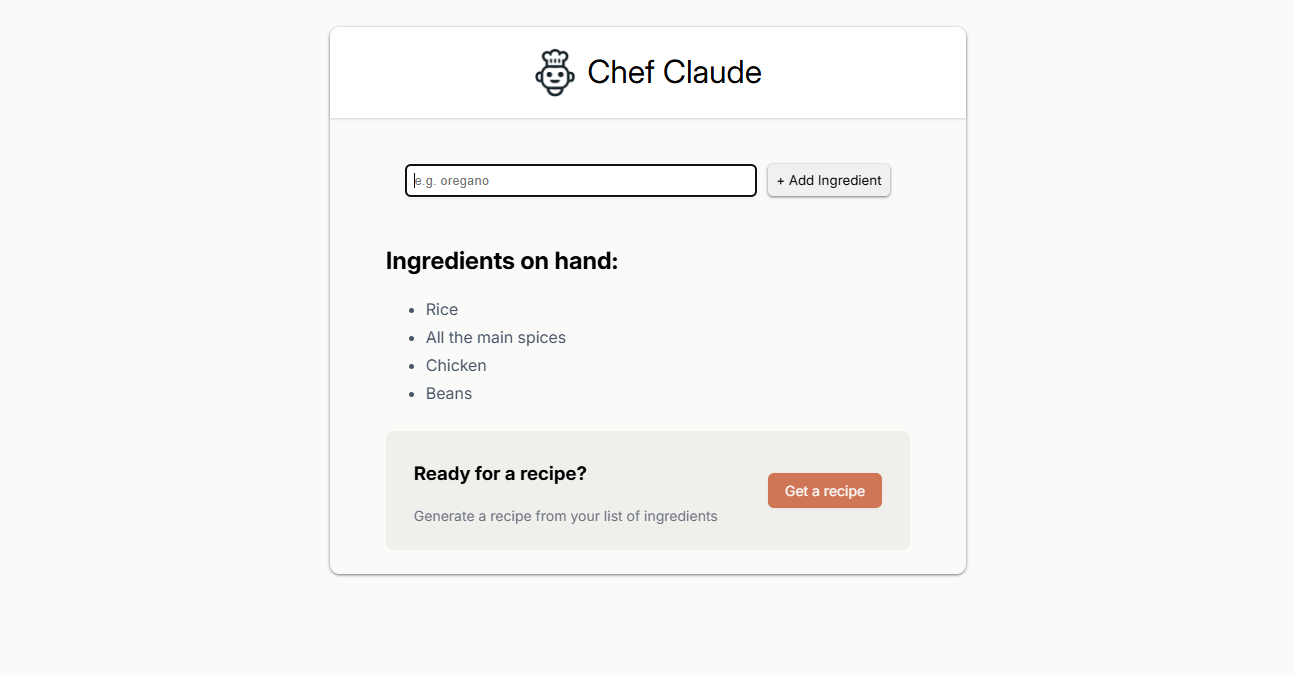 Chef Claude
e.g. oregano
+ Add Ingredient
Ingredients on hand:
Rice
All the main spices
Chicken
Beans
Ready for a recipe?
Get a recipe
Generate a recipe from your list of ingredients